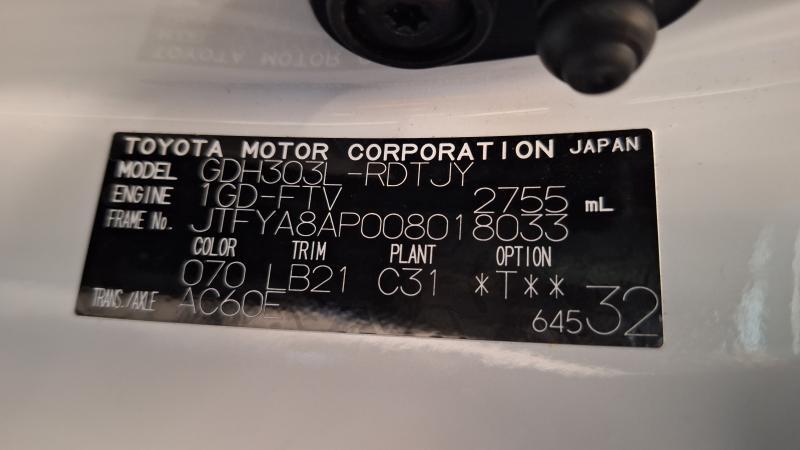 TOYOTA MOTOR CORPORATION JAPAN
MODEL GDH303L-RDTJY
ENGINE 1GD-FTV 2755 mL
FRAME No. JTFYA8AP008018033
COLOR TRIM PLANT OPTION
070 LB21 C31 *T**
TRANS./AXLE AC60E
645 32